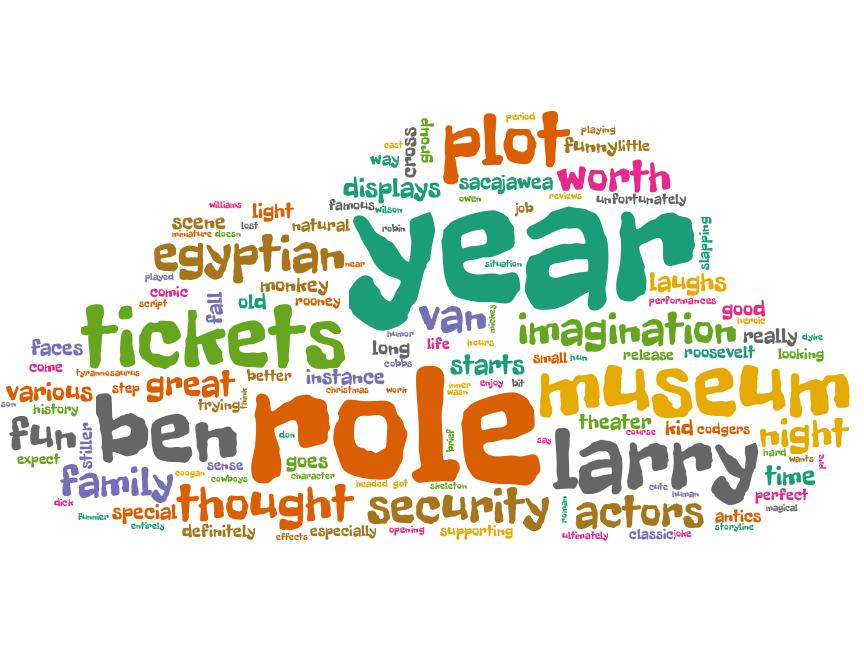 period
playing
cast
group
cross
plot
funny
little
way
displays
sacajawea
worth
owen
reviews
unfortunately
williams
light
famous
wilson
job
scene
lost
natural
robin
year
slapping
miniature
doesn
egyptian
near
situation
played
monkey
laughs
comic
script
fall
old
rooney
performances
tickets
van
mickey
imagination
good
heroic
humor
really
dyke
faces
long
life
hours
cobbs
starts
small
hun
release
roosevelt
looking
come
tyrannosaurus
better
instance
various
step
great
christmas
work
inner
wasn
enjoy
bit
museum
son
history
trying
think
role
fun
stiller
ben
don
brief
say
theater
course
kid
codgers
night
larry
expect
sense
goes
character
hard
wants
pre
family
coogan
cowboys
headed
got
skeleton
cute
human
time
perfect
dick
funnier
special
thought
security
roman
actors
antics
magical
storyline
entirely
definitely
effects
especially
opening
supporting
ultimately
classic
joke